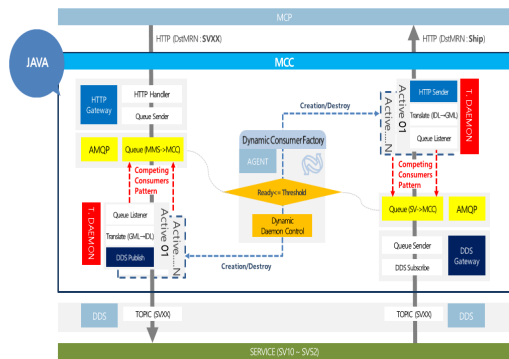 MCP
HTTP (DstMRN : SVXX)
HTTP (DstMRN : Ship)
JAVA
MCC
HTTP Gateway
HTTP Handler
Queue Sender
AMQP
Queue (MMS->MCC)
Competing
Consumers
Pattern
T. DAEMON
Queue Listener
Translate (GML→IDL)
DDS Publish
Active 01
Active.....N
Creation/Destroy
Dynamic ConsumerFactory
AGENT
Ready<= Threshold
Dynamic
Daemon Control
Creation/Destroy
Active.....N
Active 01
HTTP Sender
Translate (IDL→GML)
Queue Listener
T. DAEMON
Competing
Consumers
Pattern
Queue (SV->MCC)
AMQP
Queue Sender
DDS Subscribe
DDS
Gateway
DDS
TOPIC (SVXX)
TOPIC (SVXX)
DDS
SERVICE (SV10 ~ SVS2)